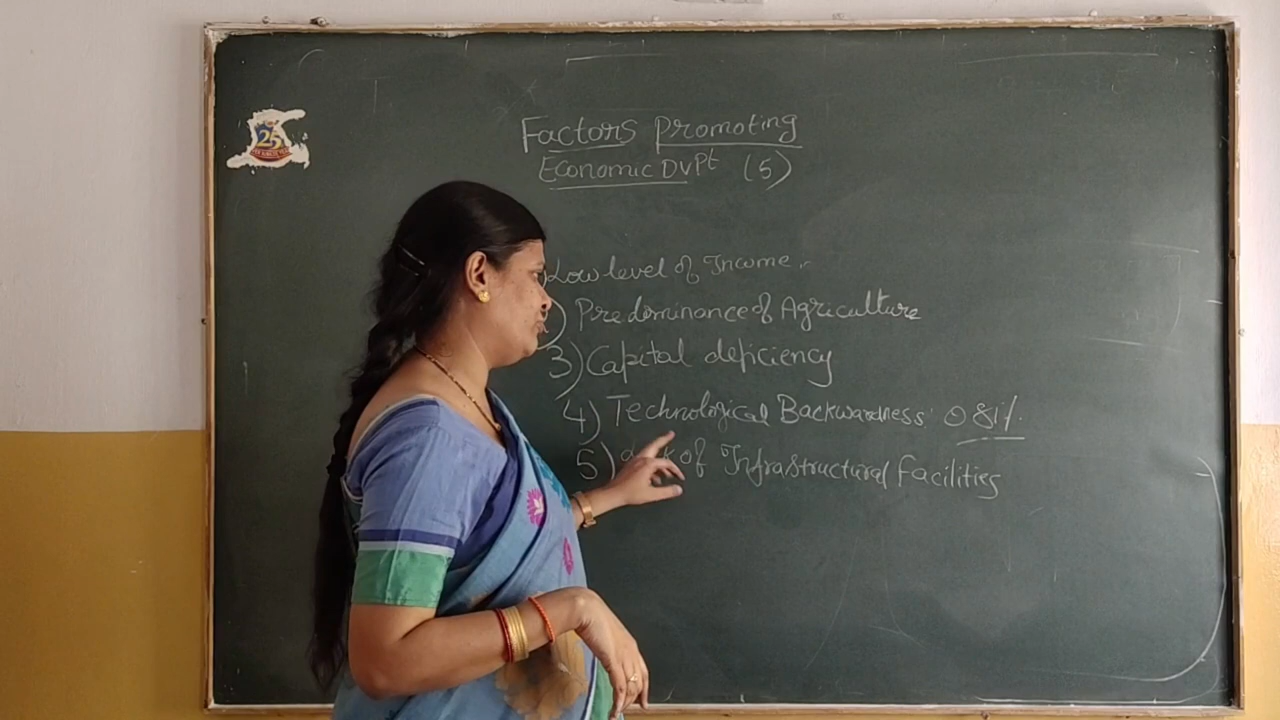 Factors promoting
Economic DVPt (5)
25
Low level of Income
) Predominance of Agriculture
3) Capital deficiency
4) Technological Backwardness 0 81%.
5) of Infrastructural Facilities